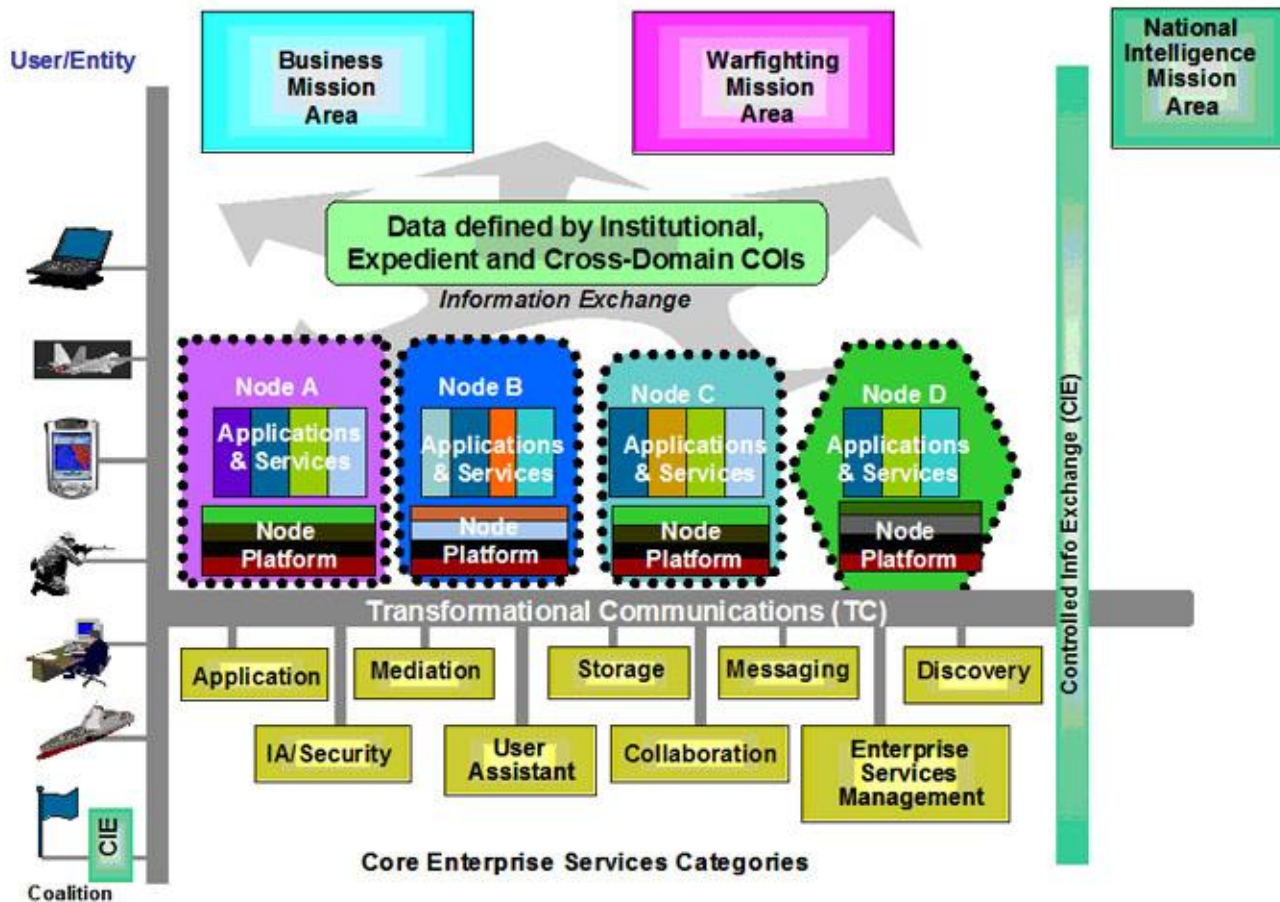 User/Entity
Business
Mission
Area
Warfighting
Mission
Area
National
Intelligence
Mission
Area
Data defined by Institutional,
Expedient and Cross-Domain COIs
Information Exchange
Node A
Applications
& Services
Node
Platform
Node B
Applications
& Services
Node
Platform
Node C
Applications
& Services
Node
Platform
Node D
Applications
& Services
Node
Platform
Controlled Info Exchange (CIE)
Transformational Communications (TC)
Application
Mediation
Storage
Messaging
Discovery
IA/Security
User
Assistant
Collaboration
Enterprise
Services
Management
CIE
Coalition
Core Enterprise Services Categories